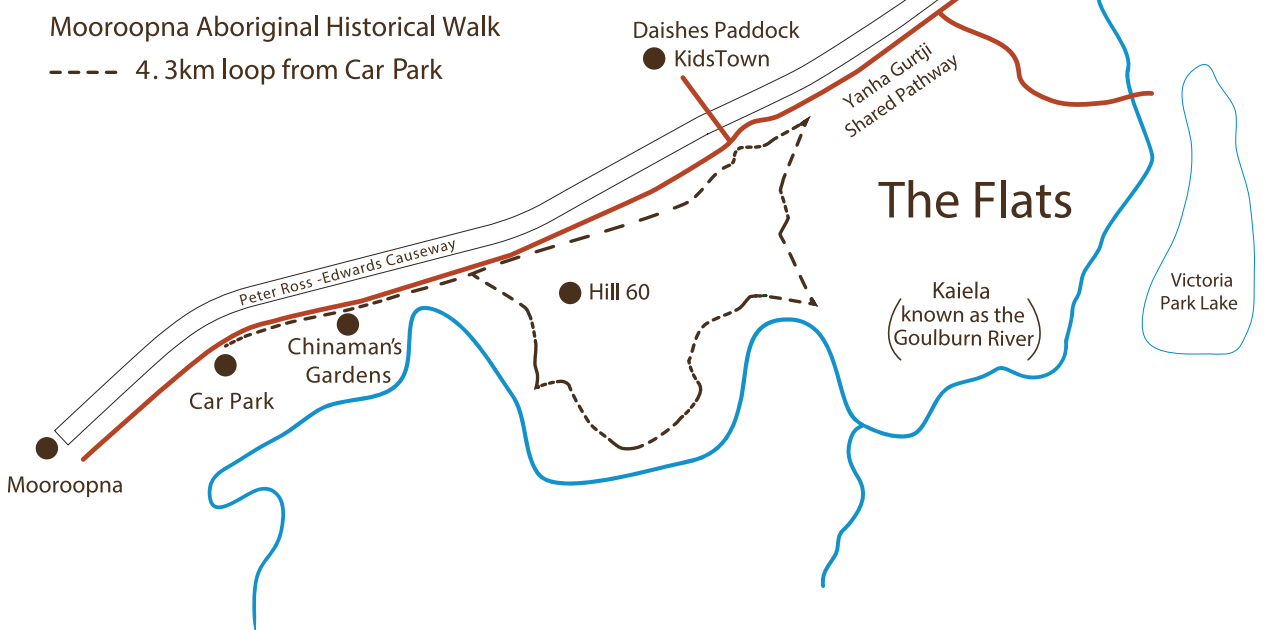 Mooroopna Aboriginal Historical Walk
4. 3km loop from Car Park
Daishes Paddock
KidsTown
Yanha Gurtji
Shared Pathway
The Flats
Peter Ross -Edwards Causeway
Hill 60
Kaiela
(known as the
Goulburn River)
Victoria
Park Lake
Chinaman's
Gardens
Car Park
Mooroopna